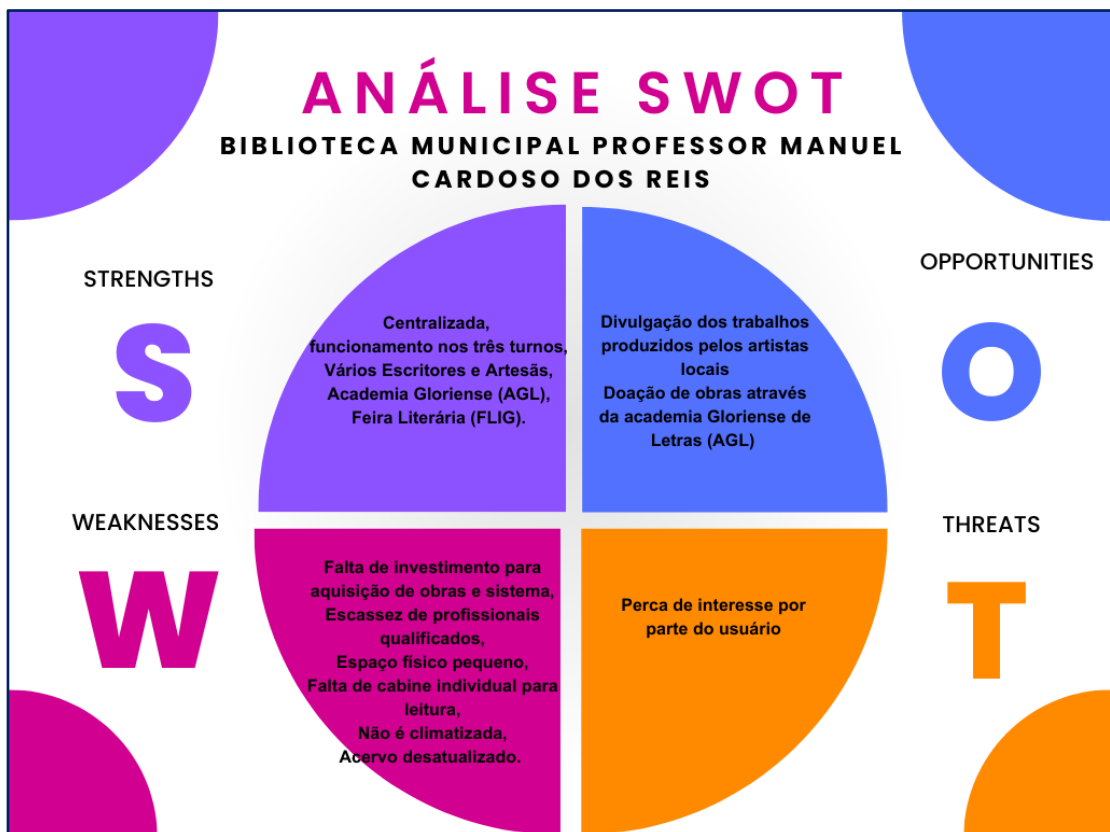 ANÁLISE SWOT
BIBLIOTECA MUNICIPAL PROFESSOR MANUEL
CARDOSO DOS REIS
STRENGTHS
S
Centralizada,
funcionamento nos três turnos,
Vários Escritores e Artesãs,
Academia Gloriense (AGL),
Feira Literária (FLIG).
OPPORTUNITIES
O
Divulgação dos trabalhos
produzidos pelos artistas
locais
Doação de obras através
da academia Gloriense de
Letras (AGL)
WEAKNESSES
W
Falta de investimento para
aquisição de obras e sistema,
Escassez de profissionais
qualificados,
Espaço físico pequeno,
Falta de cabine individual para
leitura,
Não é climatizada,
Acervo desatualizado.
THREATS
T
Perca de interesse por
parte do usuário